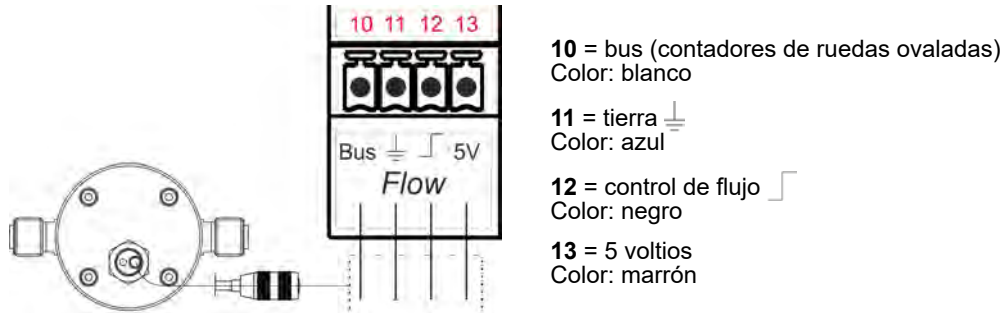 10 11 12 13
Bus ⏚ 5V
Flow
10 = bus (contadores de ruedas ovaladas)
Color: blanco
11 = tierra ⏚
Color: azul
12 = control de flujo
Color: negro
13 = 5 voltios
Color: marrón